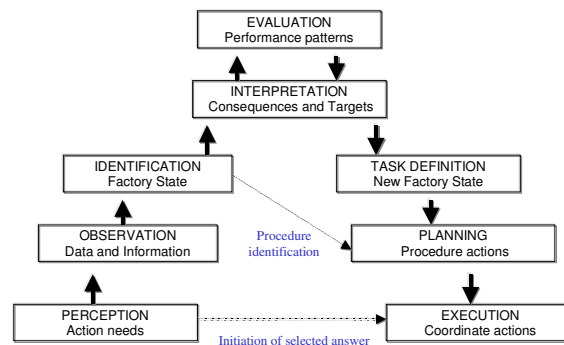 EVALUATION
Performance patterns
INTERPRETATION
Consequences and Targets
IDENTIFICATION
Factory State
TASK DEFINITION
New Factory State
OBSERVATION
Data and Information
Procedure
identification
PLANNING
Procedure actions
PERCEPTION
Action needs
EXECUTION
Coordinate actions
Initiation of selected answer